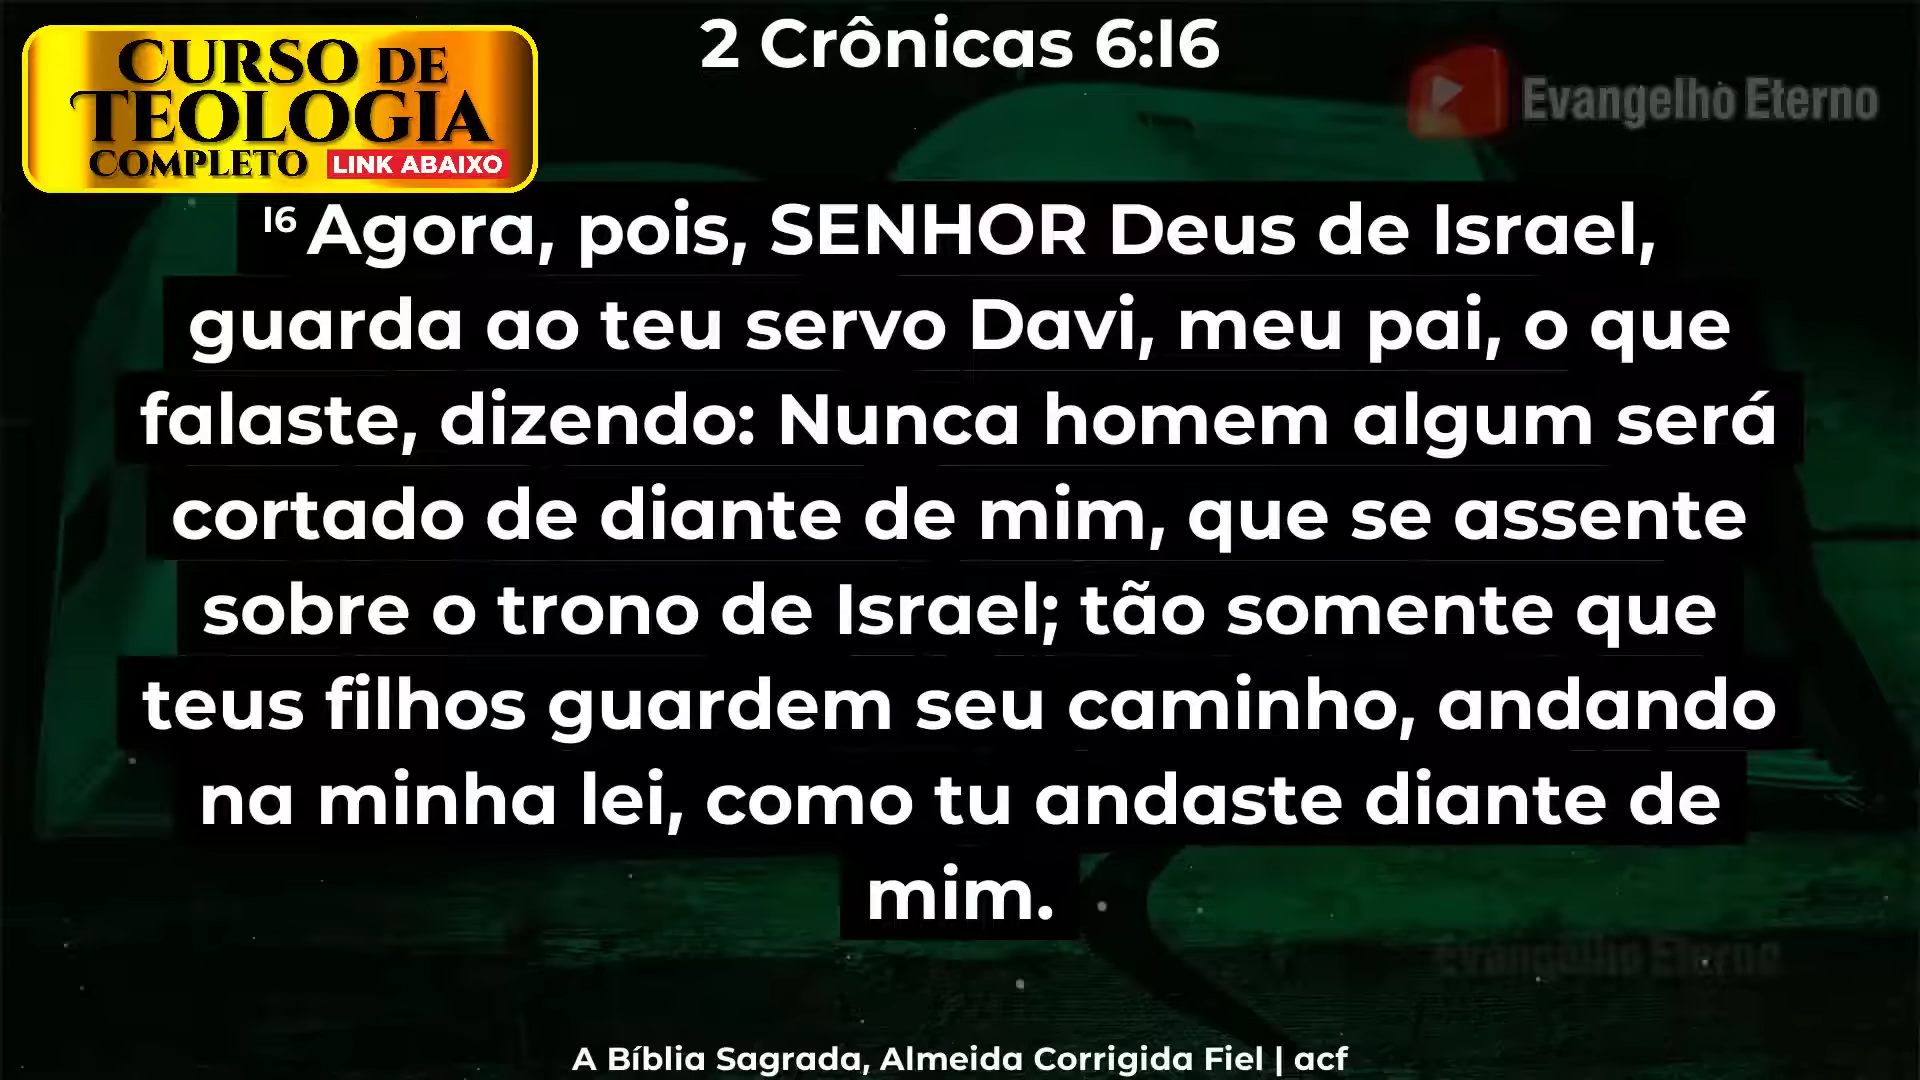 2 Crônicas 6:16
CURSO DE
TEOLOGIA
COMPLETO LINK ABAIXO
Evangelho Eterno
16 Agora, pois, SENHOR Deus de Israel,
guarda ao teu servo Davi, meu pai, o que
falaste, dizendo: Nunca homem algum será
cortado de diante de mim, que se assente
sobre o trono de Israel; tão somente que
teus filhos guardem seu caminho, andando
na minha lei, como tu andaste diante de
mim.
Evangelho Eterno
A Bíblia Sagrada, Almeida Corrigida Fiel | acf